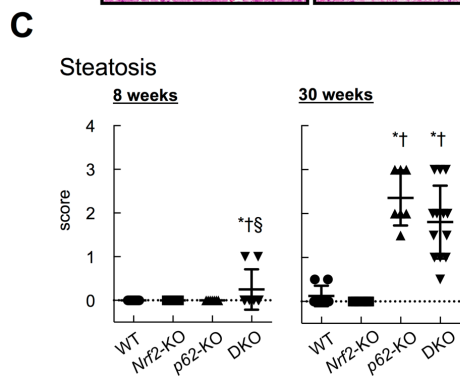 C
Steatosis
8 weeks
30 weeks
score
4
3
2
1
0
*†§
*†
*†
WT
Nrf2-KO
p62-KO
DKO
WT
Nrf2-KO
p62-KO
DKO